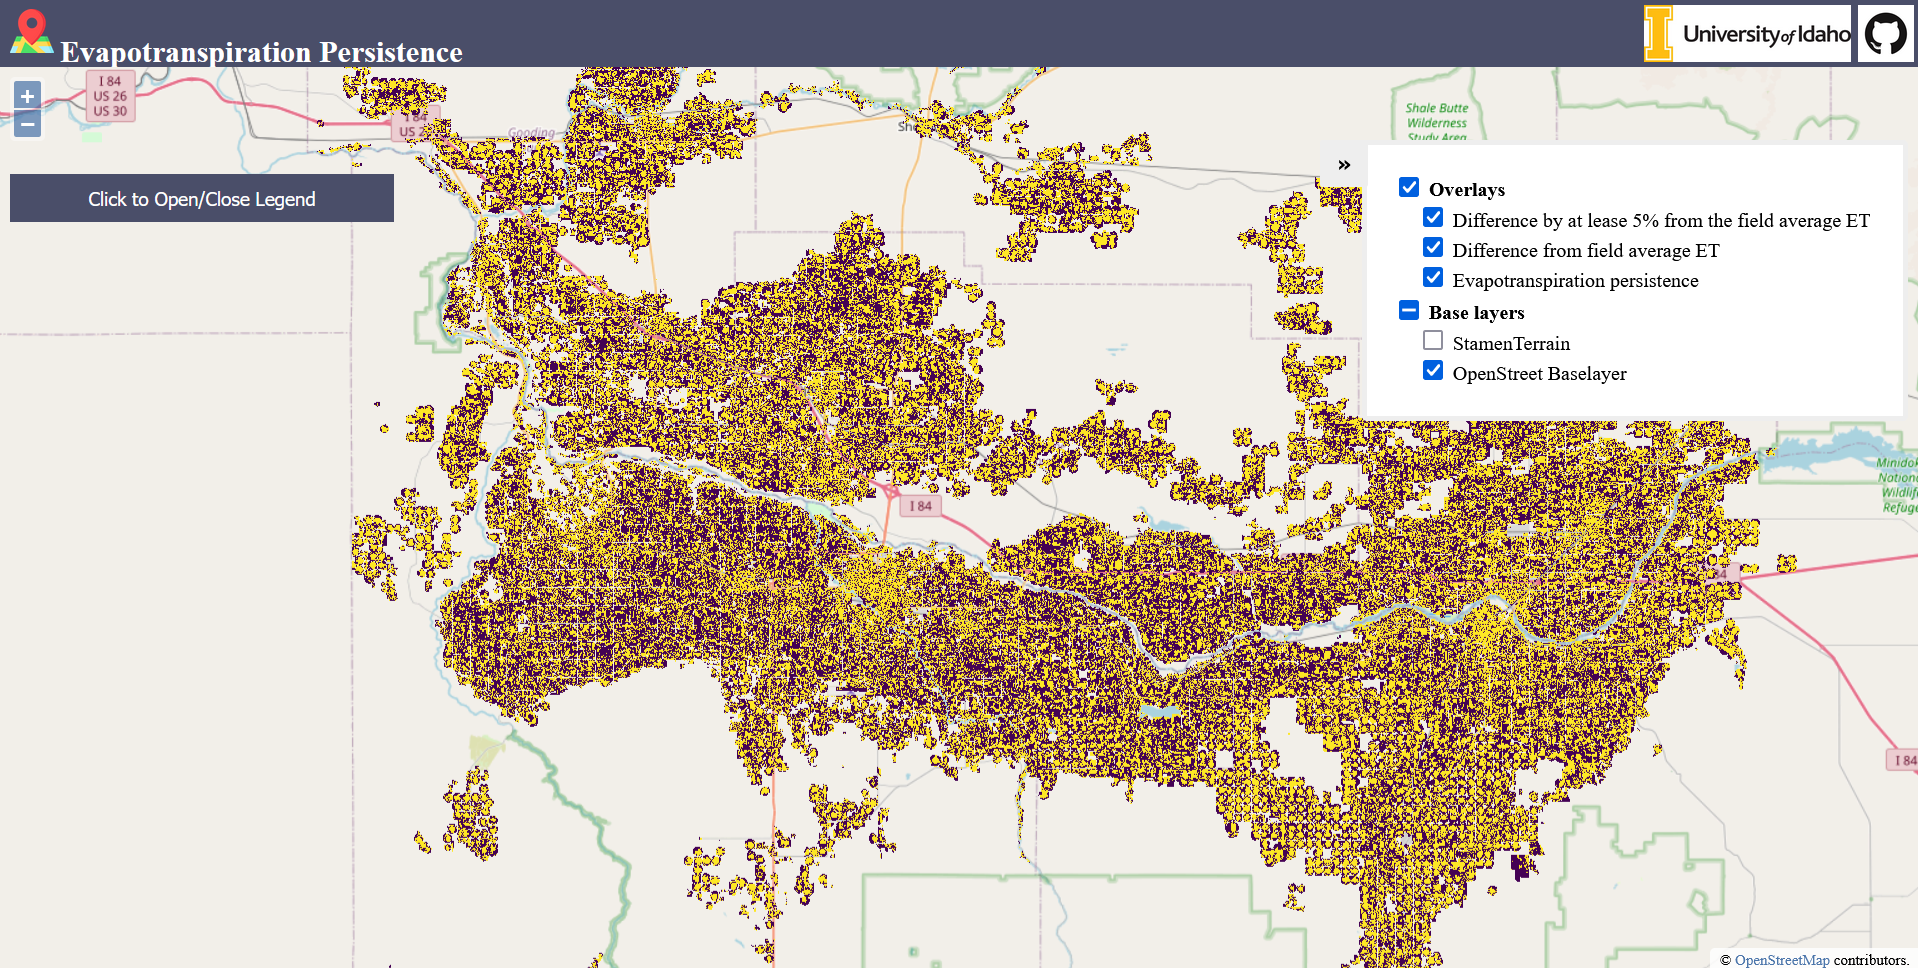 Evapotranspiration Persistence
University of Idaho
+
−
I 84
US 26
US 30
I 84
Gooding
Shale Butte
Wilderness
Study Area
Click to Open/Close Legend
»
Overlays
Difference by at lease 5% from the field average ET
Difference from field average ET
Evapotranspiration persistence
Base layers
StamenTerrain
OpenStreet Baselayer
I 84
Wildlife
Refuge
I 84
© OpenStreetMap contributors.